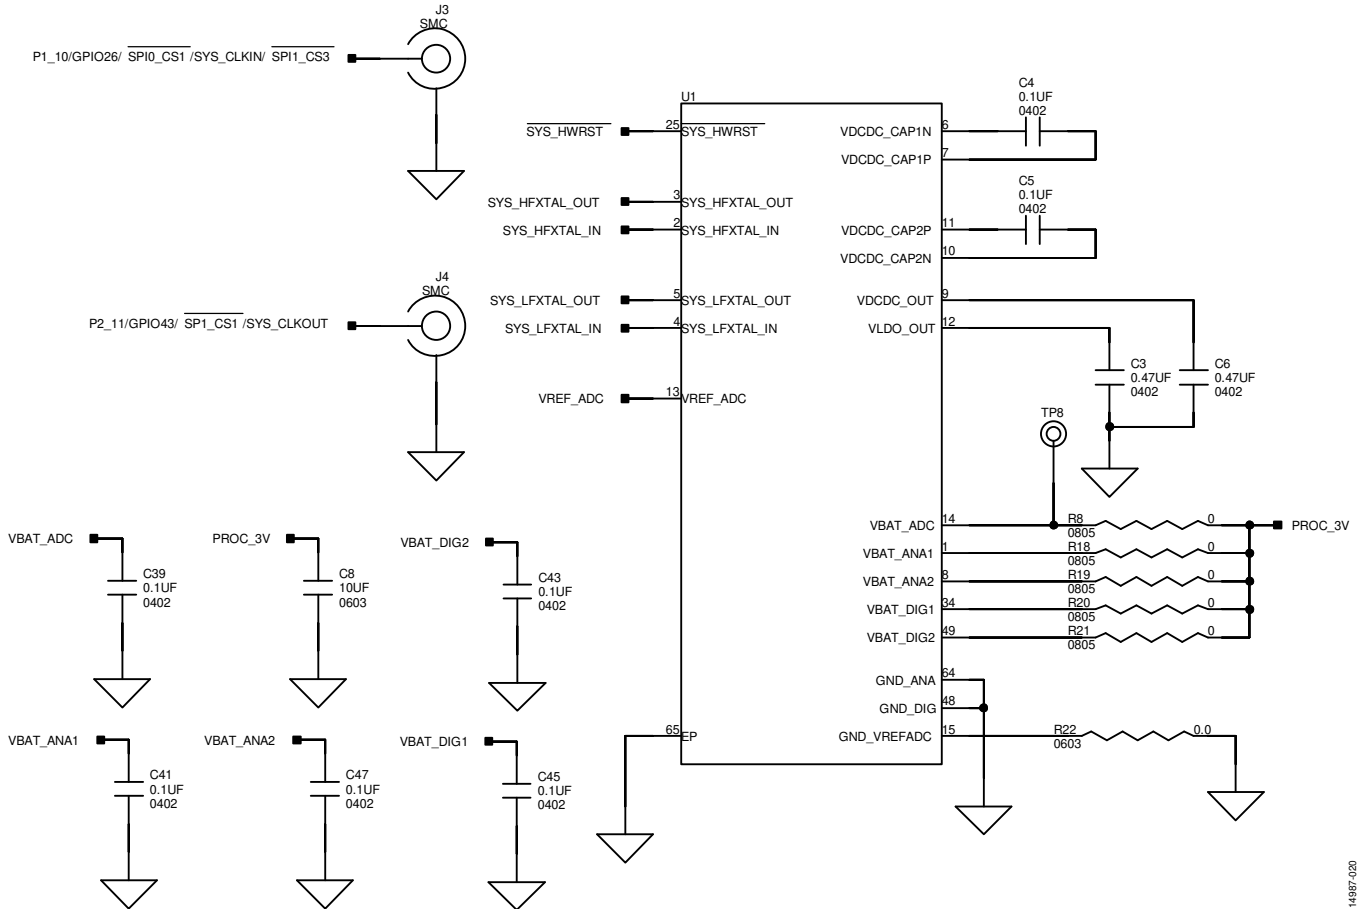 J3
SMC
P1_10/GPIO26/ SPI0_CS1 /SYS_CLKIN/ SPI1_CS3
J4
SMC
P2_11/GPIO43/ SP1_CS1 /SYS_CLKOUT
U1
SYS_HWRST 25 SYS_HWRST
SYS_HFXTAL_OUT 3 SYS_HFXTAL_OUT
SYS_HFXTAL_IN 2 SYS_HFXTAL_IN
SYS_LFXTAL_OUT 5 SYS_LFXTAL_OUT
SYS_LFXTAL_IN 4 SYS_LFXTAL_IN
VREF_ADC 13 VREF_ADC
65 EP
VDCDC_CAP1N 6
VDCDC_CAP1P 7
C4
0.1UF
0402
VDCDC_CAP2P 11
VDCDC_CAP2N 10
C5
0.1UF
0402
VDCDC_OUT 9
VLDO_OUT 12
C3
0.47UF
0402
C6
0.47UF
0402
TP8
VBAT_ADC 14 R8 0 PROC_3V
0805
VBAT_ANA1 1 R18 0
0805
VBAT_ANA2 8 R19 0
0805
VBAT_DIG1 34 R20 0
0805
VBAT_DIG2 49 R21 0
0805
GND_ANA 64
GND_DIG 48
GND_VREFADC 15 R22 0.0
0603
VBAT_ADC
C39
0.1UF
0402
PROC_3V
C8
10UF
0603
VBAT_DIG2
C43
0.1UF
0402
VBAT_ANA1
C41
0.1UF
0402
VBAT_ANA2
C47
0.1UF
0402
VBAT_DIG1
C45
0.1UF
0402
14987-020